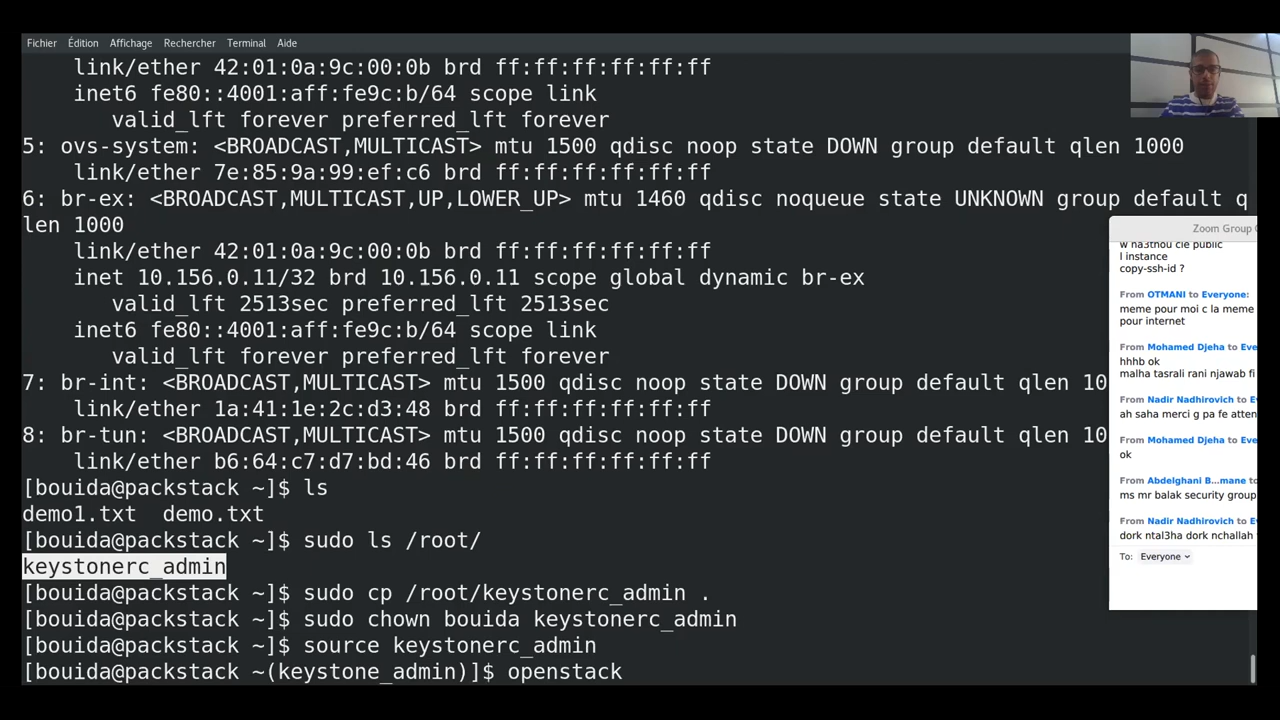 Fichier Édition Affichage Rechercher Terminal Aide
link/ether 42:01:0a:9c:00:0b brd ff:ff:ff:ff:ff:ff
inet6 fe80::4001:aff:fe9c:b/64 scope link
valid_lft forever preferred_lft forever
5: ovs-system: <BROADCAST,MULTICAST> mtu 1500 qdisc noop state DOWN group default qlen 1000
link/ether 7e:85:9a:99:ef:c6 brd ff:ff:ff:ff:ff:ff
6: br-ex: <BROADCAST,MULTICAST,UP,LOWER_UP> mtu 1460 qdisc noqueue state UNKNOWN group default q
len 1000
link/ether 42:01:0a:9c:00:0b brd ff:ff:ff:ff:ff:ff
inet 10.156.0.11/32 brd 10.156.0.11 scope global dynamic br-ex
valid_lft 2513sec preferred_lft 2513sec
inet6 fe80::4001:aff:fe9c:b/64 scope link
valid_lft forever preferred_lft forever
7: br-int: <BROADCAST,MULTICAST> mtu 1500 qdisc noop state DOWN group default qlen 10
link/ether 1a:41:1e:2c:d3:48 brd ff:ff:ff:ff:ff:ff
8: br-tun: <BROADCAST,MULTICAST> mtu 1500 qdisc noop state DOWN group default qlen 10
link/ether b6:64:c7:d7:bd:46 brd ff:ff:ff:ff:ff:ff
[bouida@packstack ~]$ ls
demo1.txt demo.txt
[bouida@packstack ~]$ sudo ls /root/
keystonerc_admin
[bouida@packstack ~]$ sudo cp /root/keystonerc_admin .
[bouida@packstack ~]$ sudo chown bouida keystonerc_admin
[bouida@packstack ~]$ source keystonerc_admin
[bouida@packstack ~(keystone_admin)]$ openstack
Zoom Group
w na3thou cle public
l instance
copy-ssh-id ?
From OTMANI to Everyone:
meme pour moi c la meme
pour internet
From Mohamed Djeha to Eve
hhhb ok
malha tasrali rani njawab fi
From Nadir Nadhirovich to E
ah saha merci g pa fe atten
From Mohamed Djeha to Eve
ok
From Abdelghani B...mane to
ms mr balak security group
From Nadir Nadhirovich to E
dork ntal3ha dork nchallah
To: Everyone